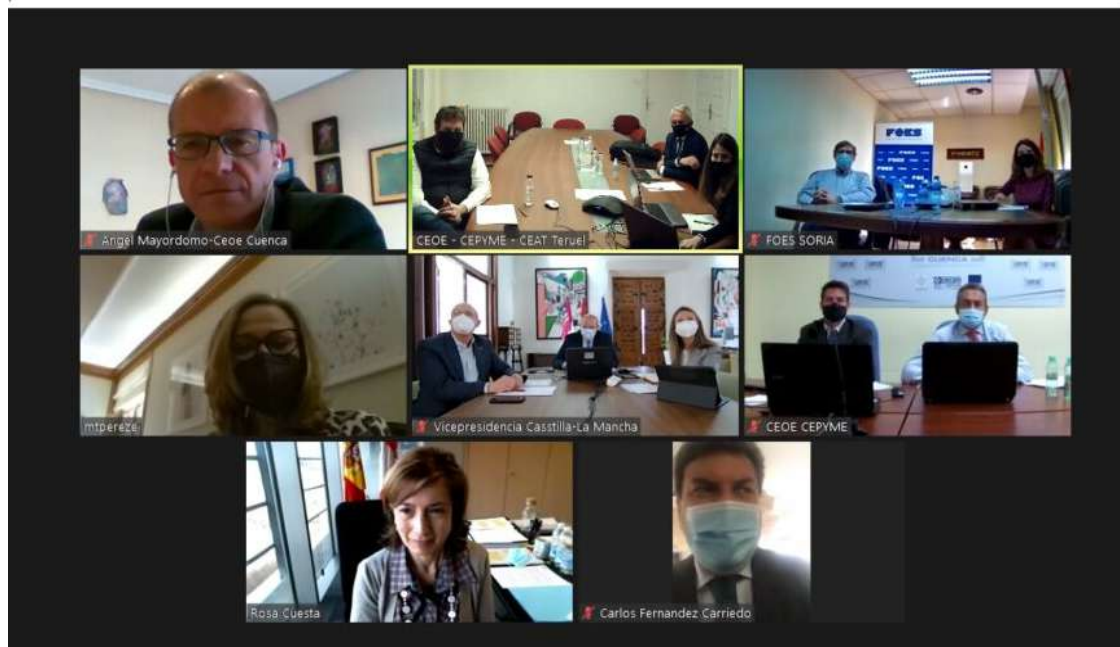 Angel Mayordomo-Ceoe Cuenca
CEOE - CEPYME - CEAT Teruel
FOES
FOES SORIA
mtpereze
Vicepresidencia Casstilla-La Mancha
CEOE CEPYME
Rosa Cuesta
Carlos Fernandez Carriedo